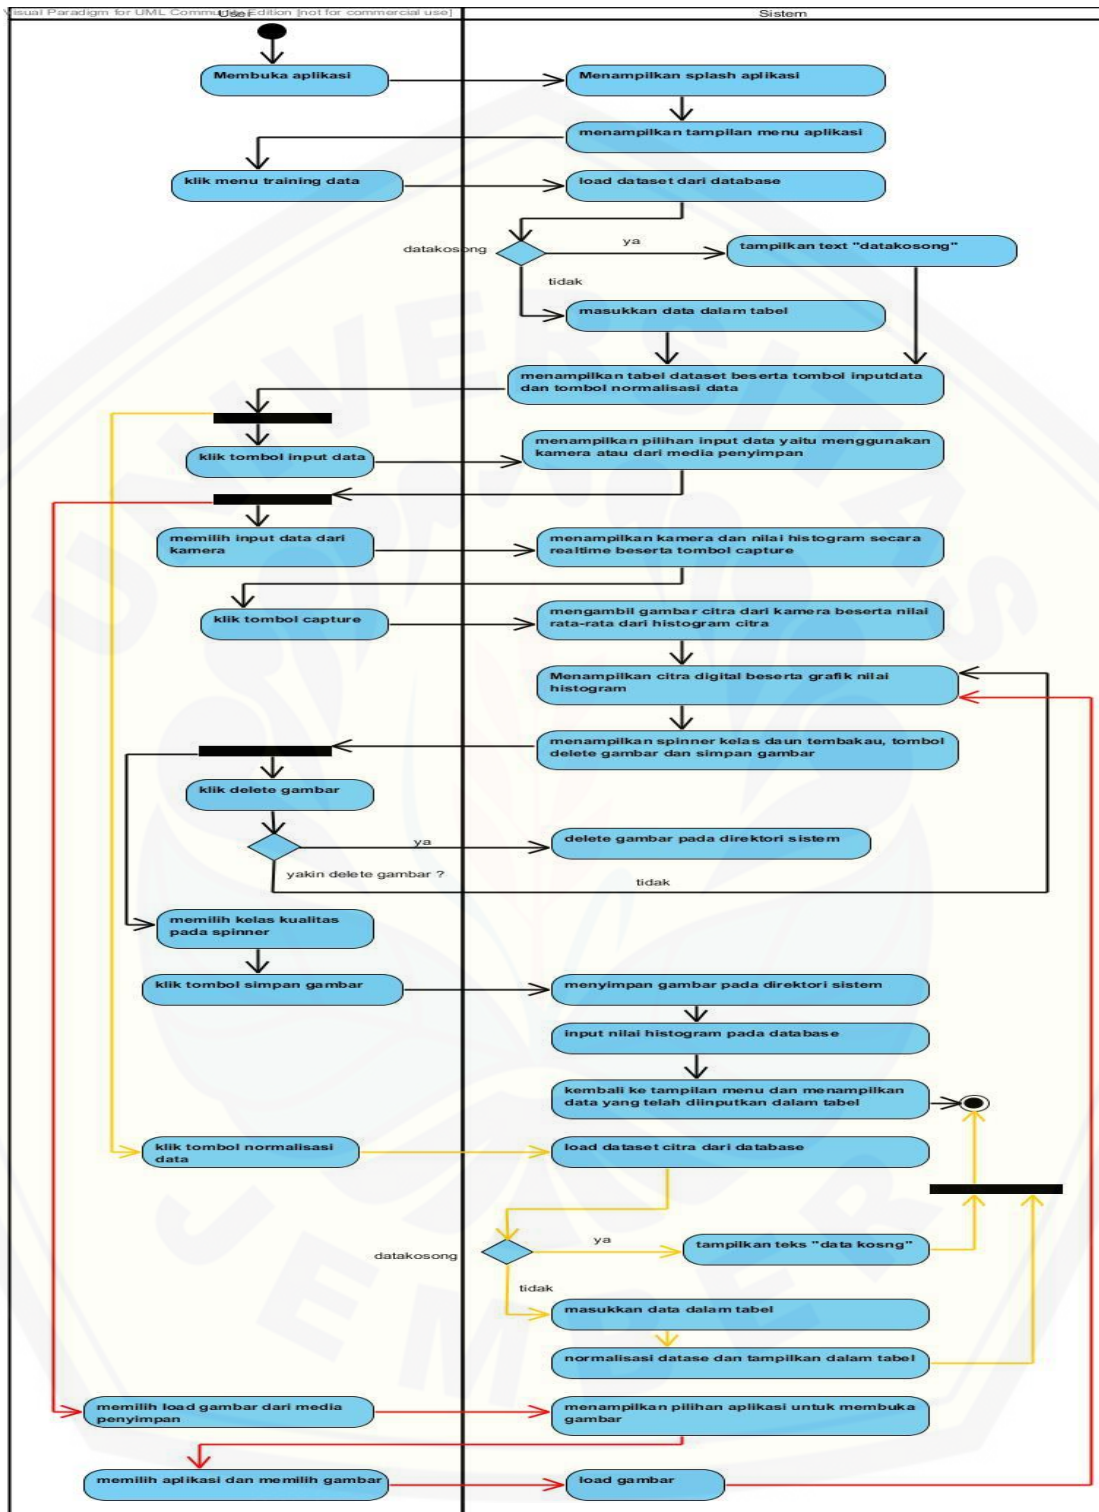 Visual Paradigm for UML Community Edition [not for commercial use]
User
Sistem
Membuka aplikasi
Menampilkan splash aplikasi
menampilkan tampilan menu aplikasi
klik menu training data
load dataset dari database
datakosong
ya
tampilkan text "datakosong"
tidak
masukkan data dalam tabel
menampilkan tabel dataset beserta tombol inputdata
dan tombol normalisasi data
klik tombol input data
menampilkan pilihan input data yaitu menggunakan
kamera atau dari media penyimpan
memilih input data dari
kamera
menampilkan kamera dan nilai histogram secara
realtime beserta tombol capture
klik tombol capture
mengambil gambar citra dari kamera beserta nilai
rata-rata dari histogram citra
Menampilkan citra digital beserta grafik nilai
histogram
menampilkan spinner kelas daun tembakau, tombol
delete gambar dan simpan gambar
klik delete gambar
ya
delete gambar pada direktori sistem
yakin delete gambar ?
tidak
memilih kelas kualitas
pada spinner
klik tombol simpan gambar
menyimpan gambar pada direktori sistem
input nilai histogram pada database
kembali ke tampilan menu dan menampilkan
data yang telah diinputkan dalam tabel
klik tombol normalisasi
data
load dataset citra dari database
datakosong
ya
tampilkan teks "data kosng"
tidak
masukkan data dalam tabel
normalisasi datase dan tampilkan dalam tabel
memilih load gambar dari media
penyimpan
menampilkan pilihan aplikasi untuk membuka
gambar
memilih aplikasi dan memilih gambar
load gambar
UNIVERSITAS
JEMBER